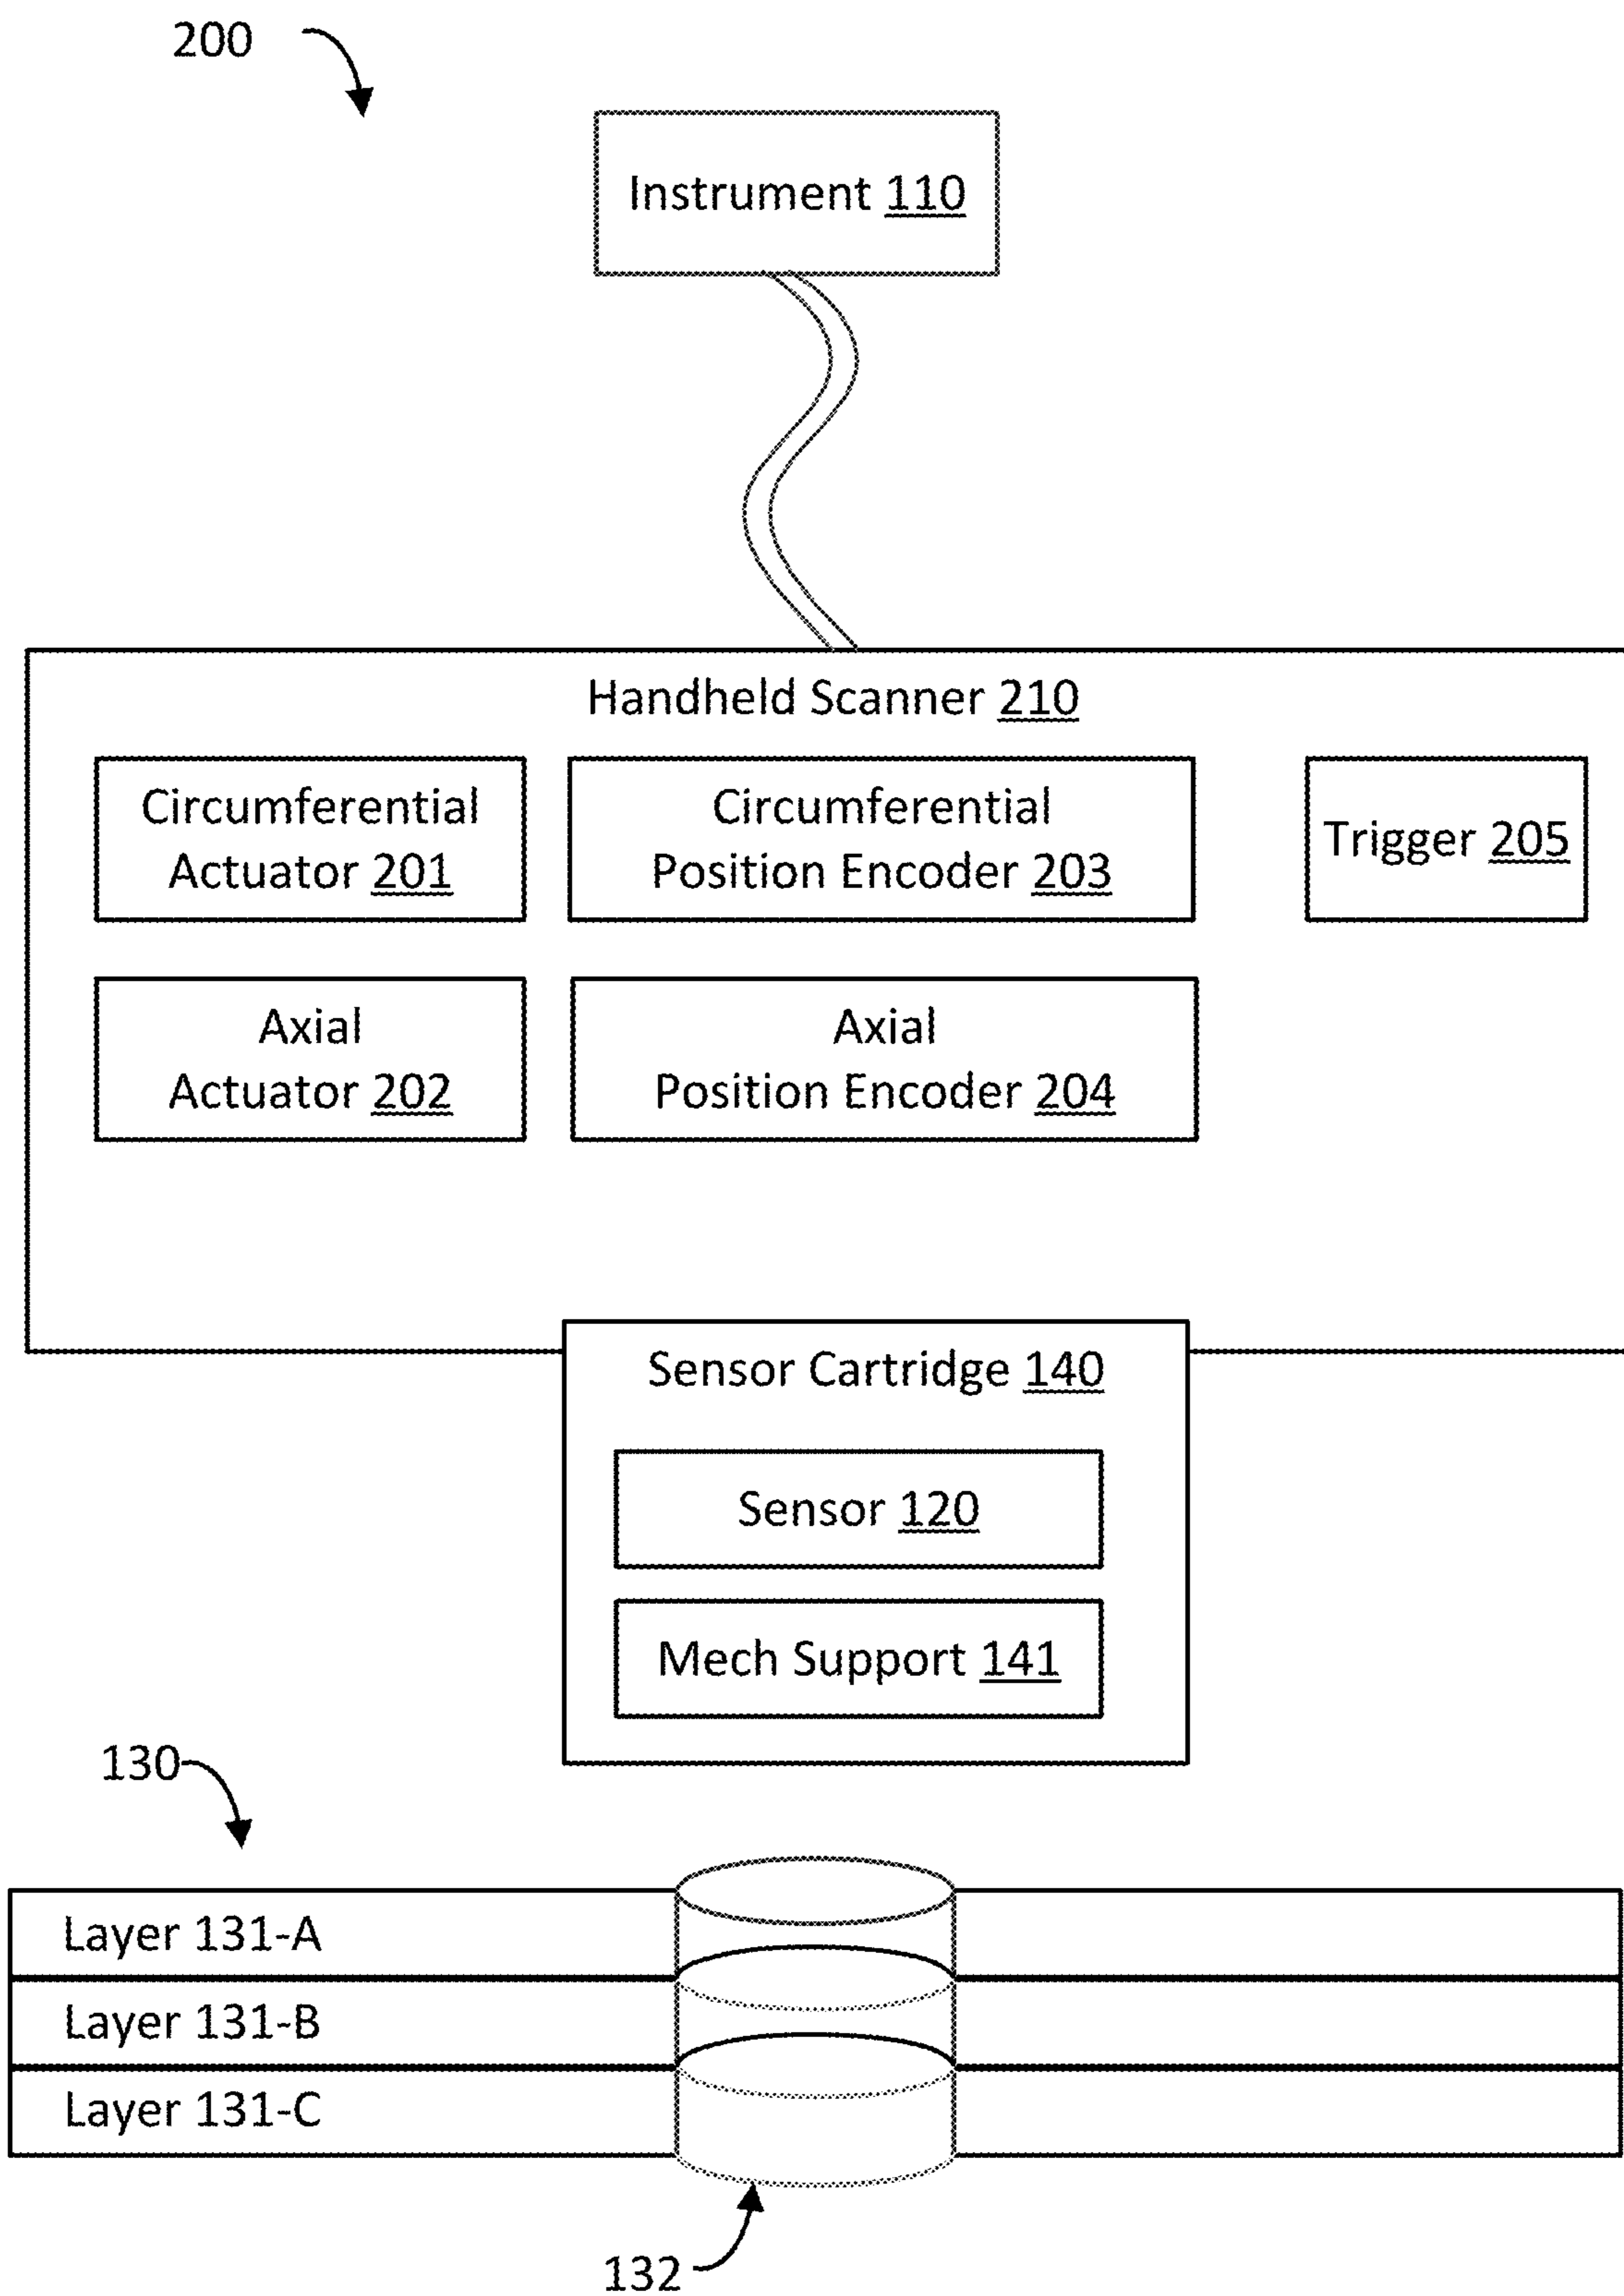 200
Instrument 110
Handheld Scanner 210
Circumferential
Actuator 201
Circumferential
Position Encoder 203
Trigger 205
Axial
Actuator 202
Axial
Position Encoder 204
Sensor Cartridge 140
Sensor 120
Mech Support 141
130
Layer 131-A
Layer 131-B
Layer 131-C
132